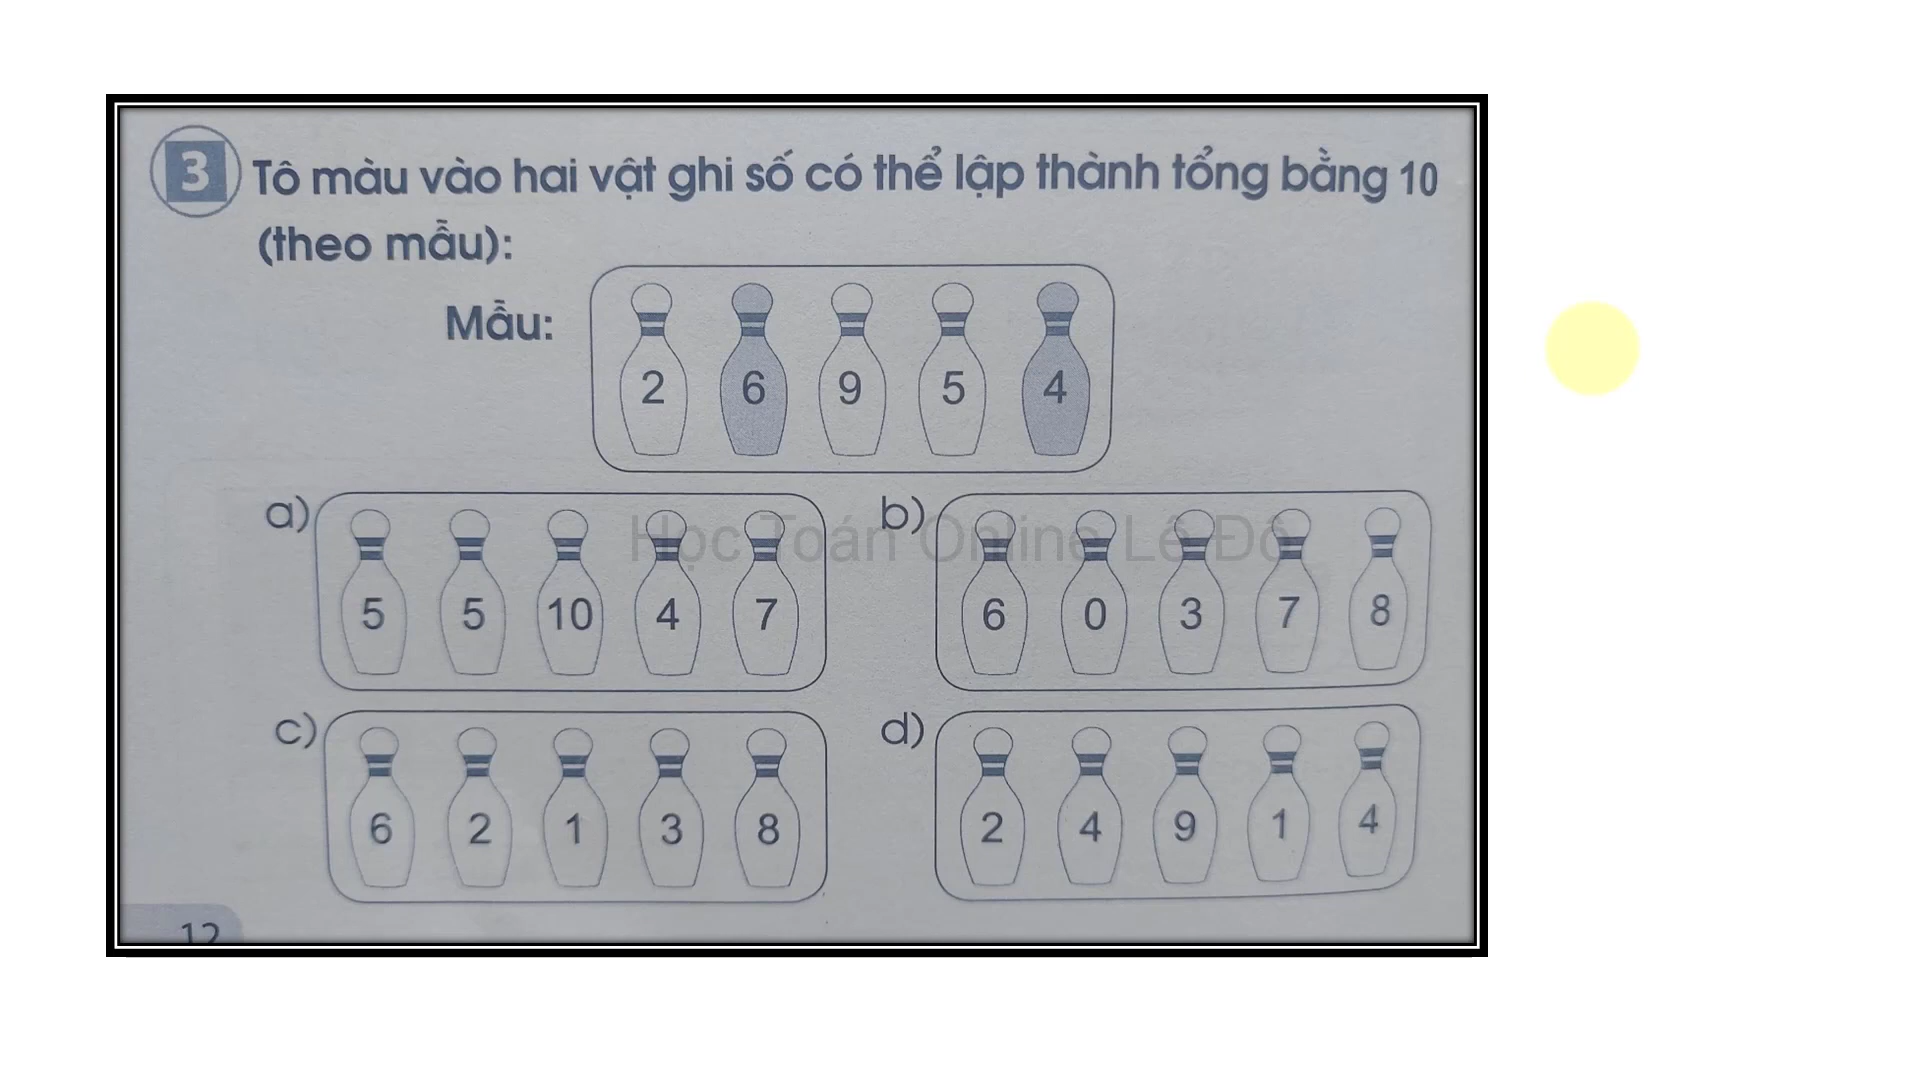 3 Tô màu vào hai vật ghi số có thể lập thành tổng bằng 10
(theo mẫu):
Mẫu:
2 6 9 5 4
a) 5 5 10 4 7
b) 6 0 3 7 8
Học Toán Online Lê Đô
c) 6 2 1 3 8
d) 2 4 9 1 4
12